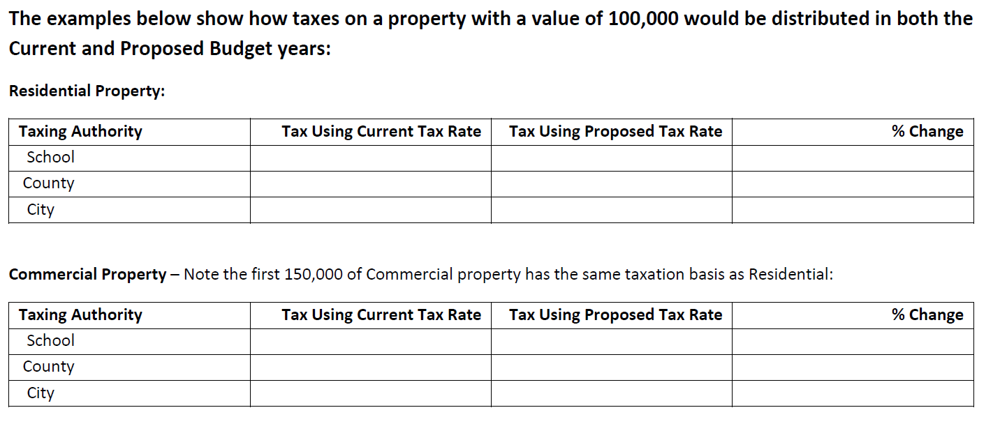 The examples below show how taxes on a property with a value of 100,000 would be distributed in both the
Current and Proposed Budget years:
Residential Property:
Taxing Authority Tax Using Current Tax Rate Tax Using Proposed Tax Rate % Change
School
County
City
Commercial Property – Note the first 150,000 of Commercial property has the same taxation basis as Residential:
Taxing Authority Tax Using Current Tax Rate Tax Using Proposed Tax Rate % Change
School
County
City